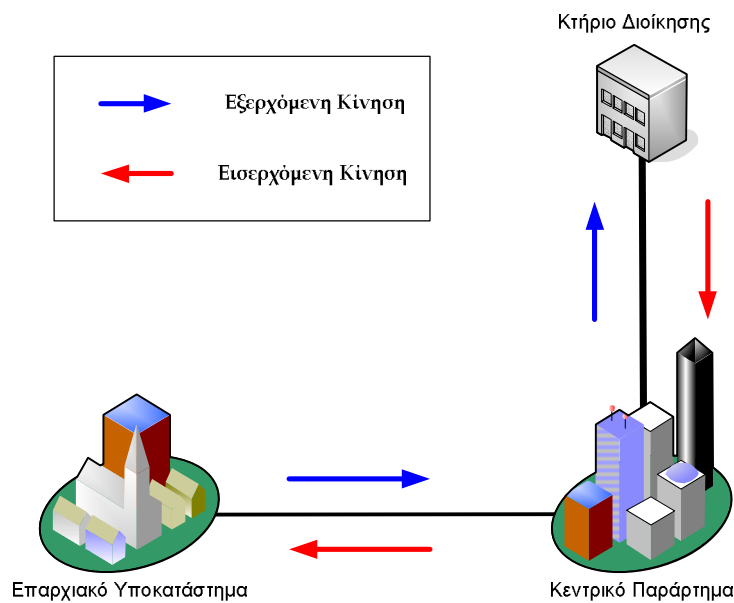 Κτήριο Διοίκησης
Εξερχόμενη Κίνηση
Εισερχόμενη Κίνηση
Επαρχιακό Υποκατάστημα
Κεντρικό Παράρτημα